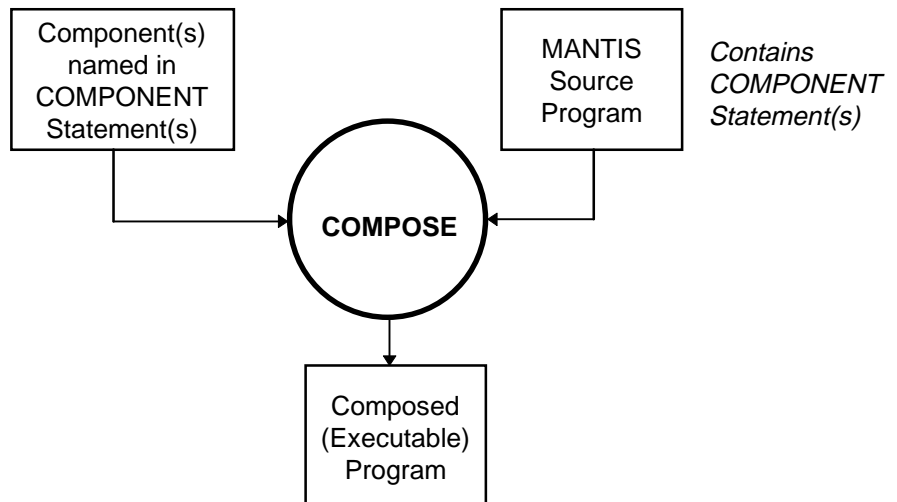 Component(s)
named in
COMPONENT
Statement(s)
MANTIS
Source
Program
Contains
COMPONENT
Statement(s)
COMPOSE
Composed
(Executable)
Program